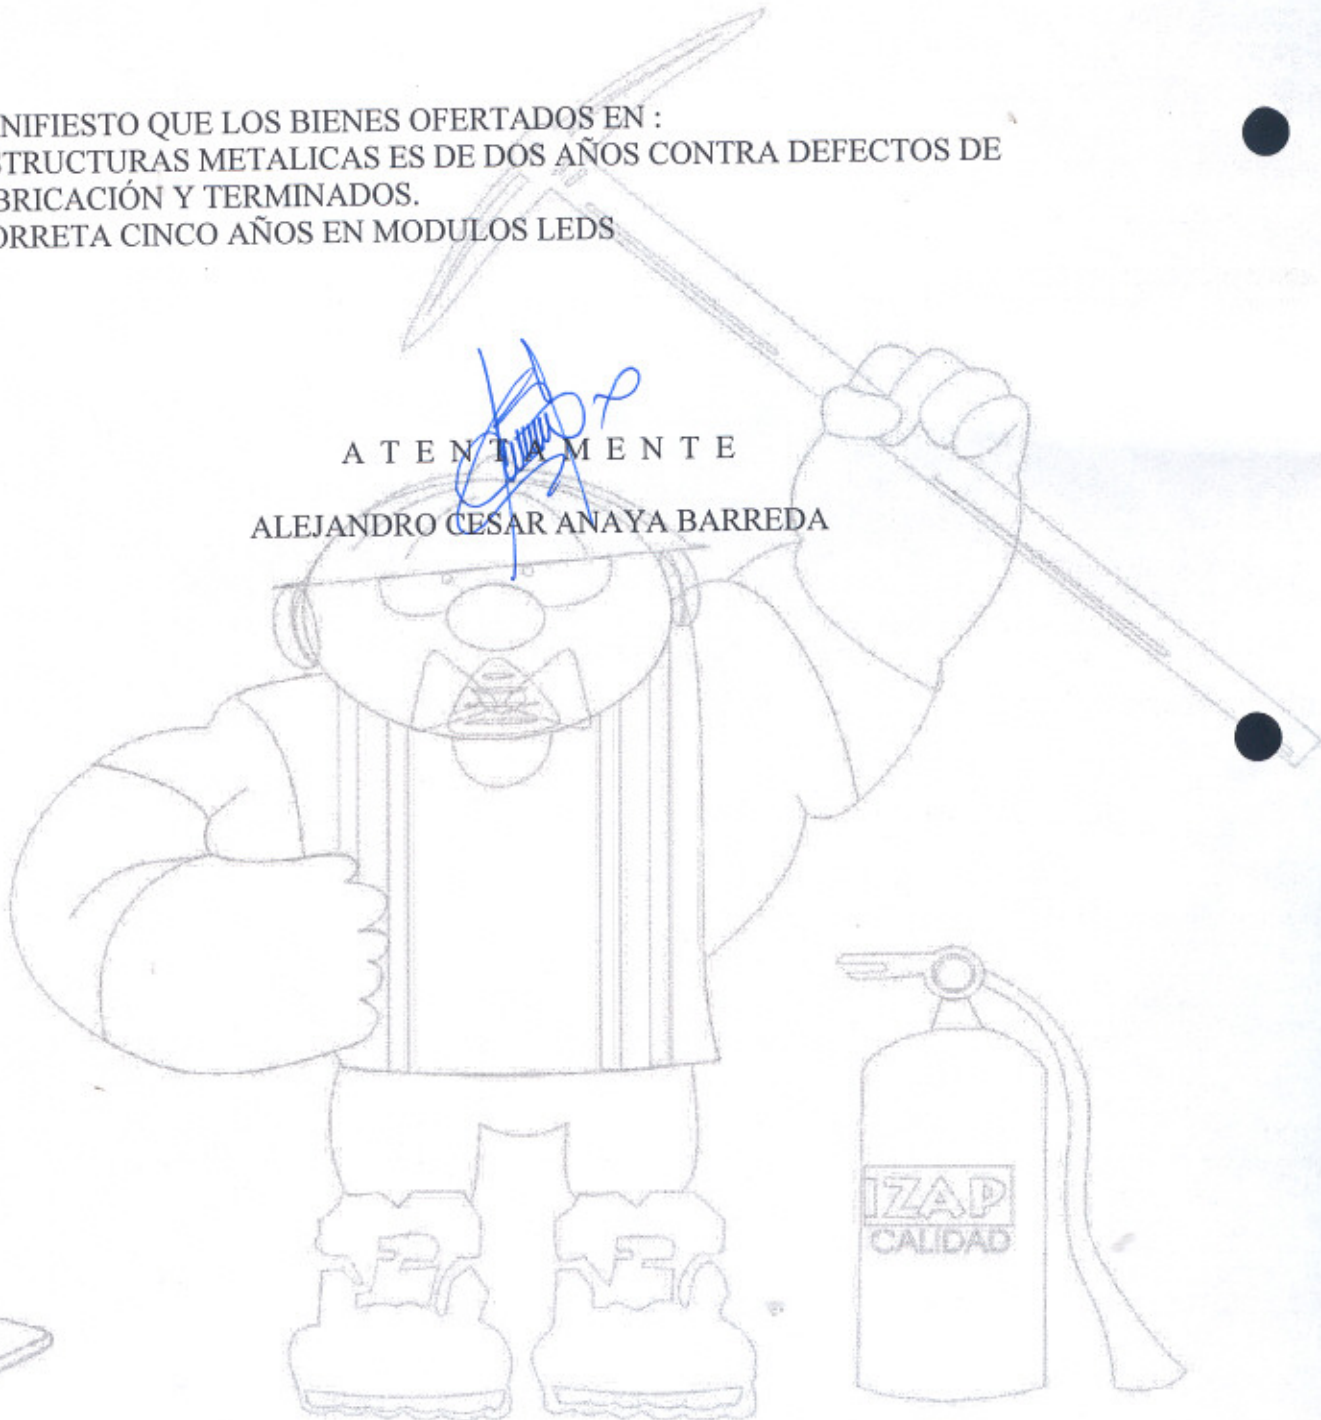 NIFIESTO QUE LOS BIENES OFERTADOS EN :
STRUCTURAS METALICAS ES DE DOS AÑOS CONTRA DEFECTOS DE
BRICACIÓN Y TERMINADOS.
ORRETA CINCO AÑOS EN MODULOS LEDS
A T E N T A M E N T E
ALEJANDRO CESAR ANAYA BARREDA
IZAP
CALIDAD